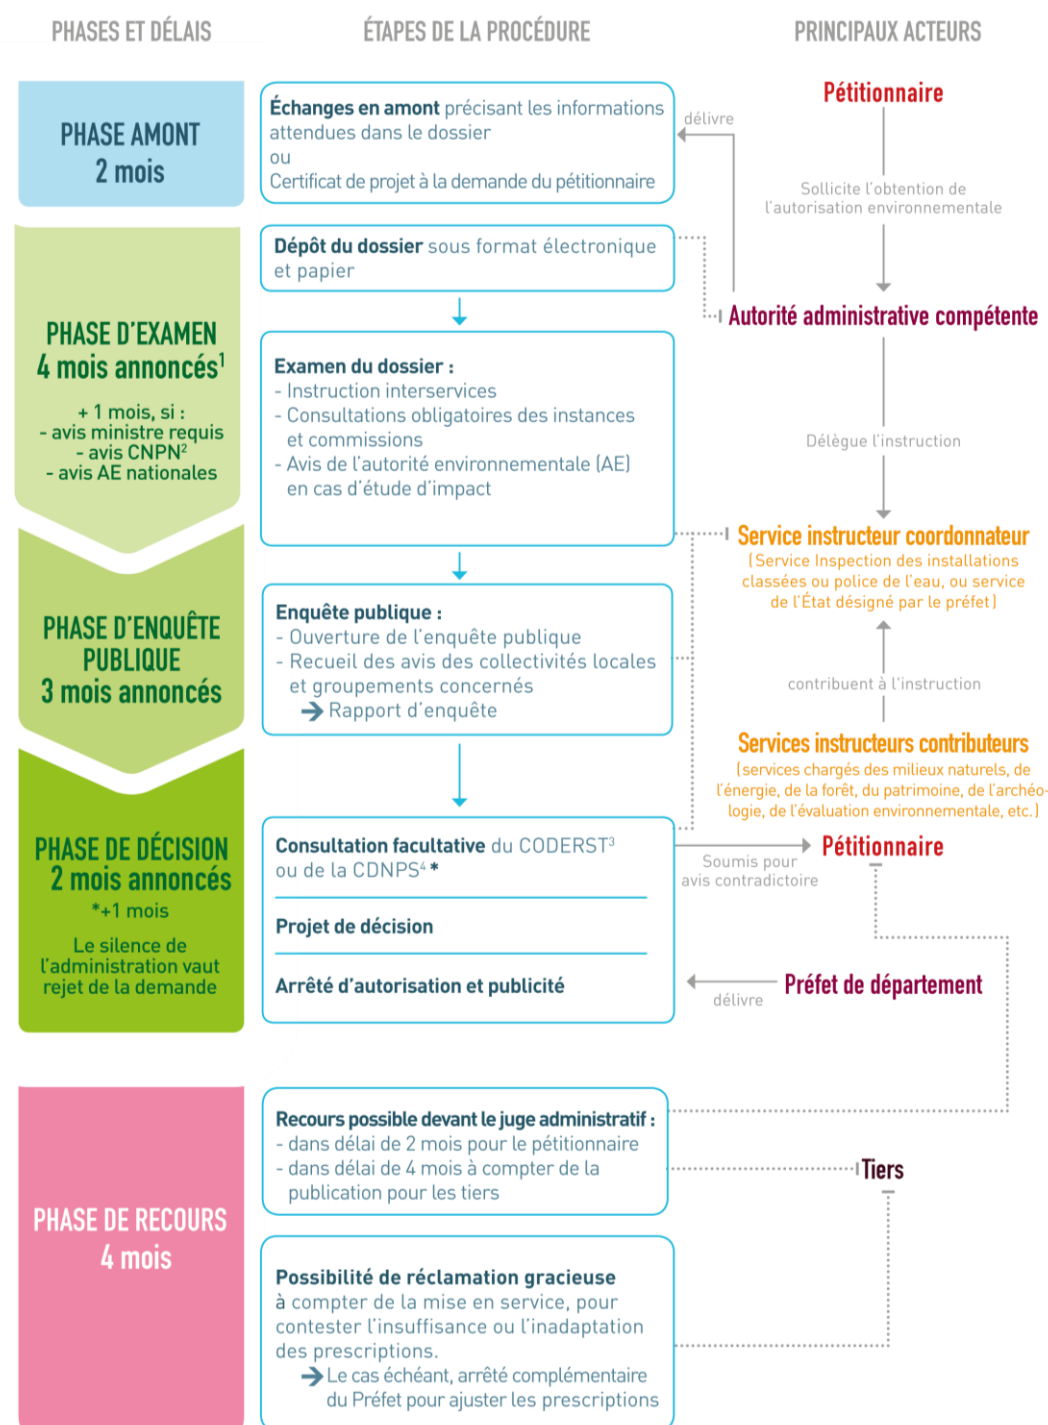 PHASES ET DÉLAIS
ÉTAPES DE LA PROCÉDURE
PRINCIPAUX ACTEURS
PHASE AMONT
2 mois
Échanges en amont précisant les informations
attendues dans le dossier
ou
Certificat de projet à la demande du pétitionnaire
délivre
Pétitionnaire
Sollicite l'obtention de
l'autorisation environnementale
Autorité administrative compétente
PHASE D'EXAMEN
4 mois annoncés¹
+ 1 mois, si :
- avis ministre requis
- avis CNPN²
- avis AE nationales
Dépôt du dossier sous format électronique
et papier
Examen du dossier :
- Instruction interservices
- Consultations obligatoires des instances
et commissions
- Avis de l'autorité environnementale (AE)
en cas d'étude d'impact
Délègue l'instruction
Service instructeur coordonnateur
(Service Inspection des installations
classées ou police de l'eau, ou service
de l'État désigné par le préfet)
PHASE D'ENQUÊTE
PUBLIQUE
3 mois annoncés
Enquête publique :
- Ouverture de l'enquête publique
- Recueil des avis des collectivités locales
et groupements concernés
➔ Rapport d'enquête
contribuent à l'instruction
Services instructeurs contributeurs
(services chargés des milieux naturels, de
l'énergie, de la forêt, du patrimoine, de l'archéo-
logie, de l'évaluation environnementale, etc.)
PHASE DE DÉCISION
2 mois annoncés
*+1 mois
Le silence de
l'administration vaut
rejet de la demande
Consultation facultative du CODERST³
ou de la CDNPS⁴ *
Projet de décision
Arrêté d'autorisation et publicité
Soumis pour
avis contradictoire
Pétitionnaire
délivre
Préfet de département
PHASE DE RECOURS
4 mois
Recours possible devant le juge administratif :
- dans délai de 2 mois pour le pétitionnaire
- dans délai de 4 mois à compter de la
publication pour les tiers
Tiers
Possibilité de réclamation gracieuse
à compter de la mise en service, pour
contester l'insuffisance ou l'inadaptation
des prescriptions.
➔ Le cas échéant, arrêté complémentaire
du Préfet pour ajuster les prescriptions